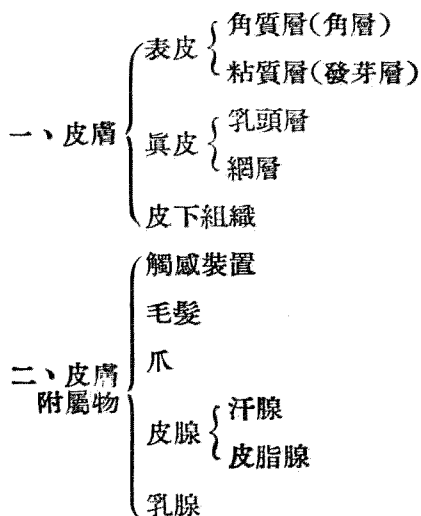 一、皮膚
表皮
角質層(角層)
粘质層(發芽層)
眞皮
乳頭層
網層
皮下組織
二、皮膚
附屬物
觸感裝置
毛髮
爪
皮腺
汗腺
皮脂腺
乳腺